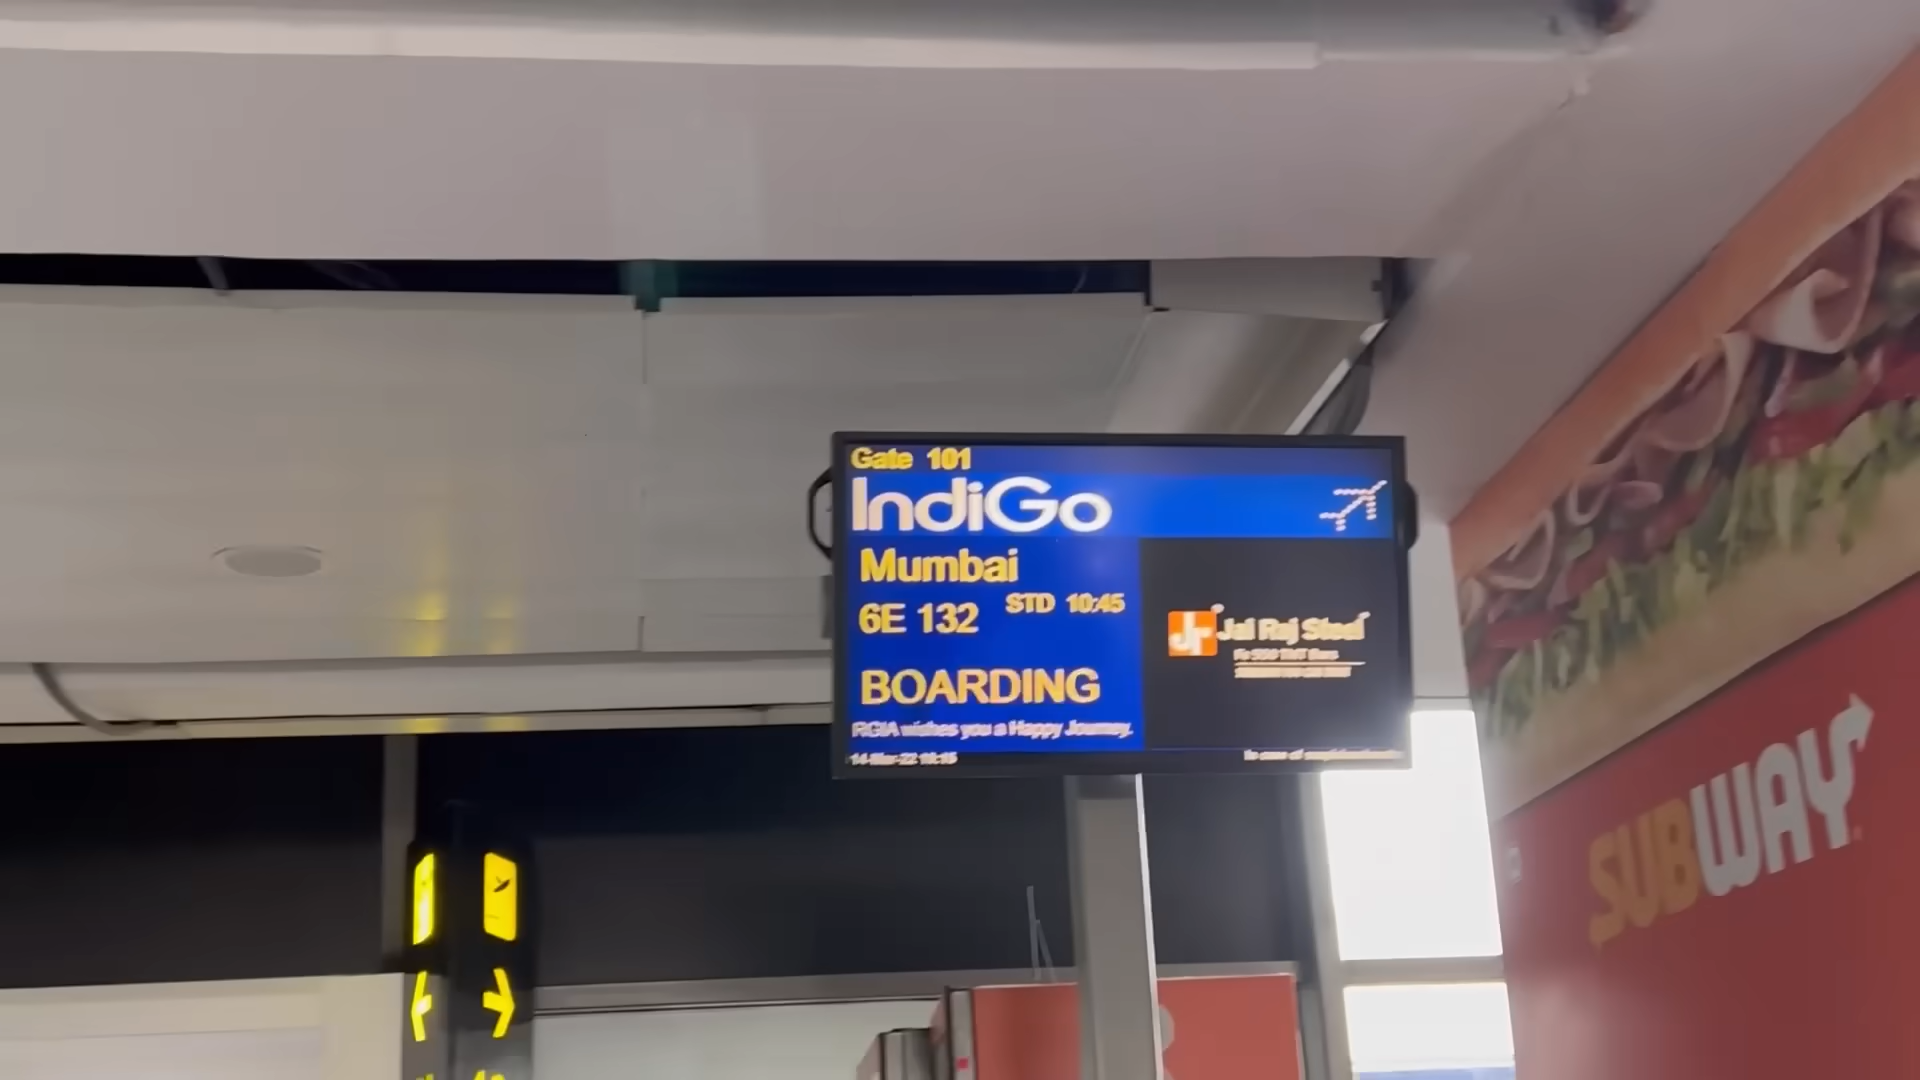 Gate 101
IndiGo
Mumbai
6E 132 STD 10:45
BOARDING
RGIA wishes you a Happy Journey.
Jai Raj Steel
SUBWAY